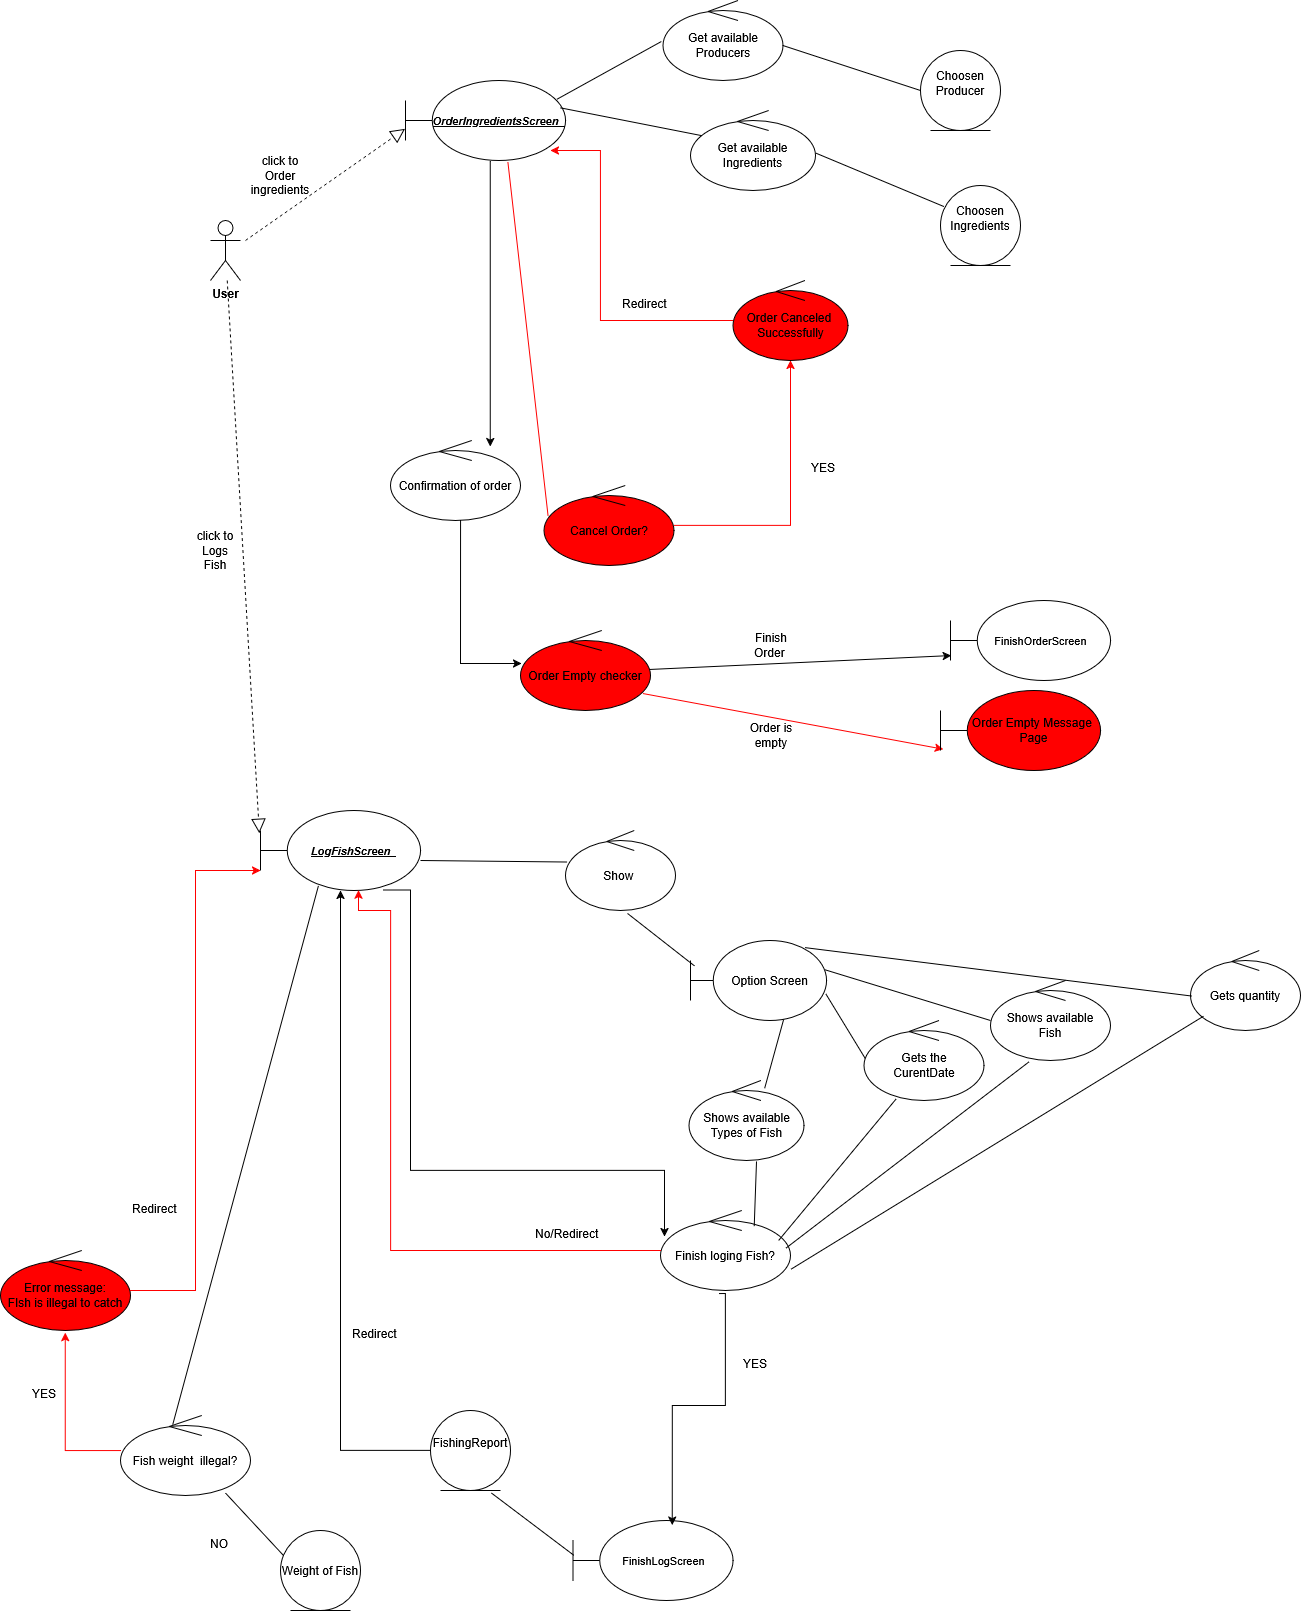 Get available
Producers
Choosen
Producer
OrderIngredientsScreen
Get available
Ingredients
click to
Order
ingredients
Choosen
Ingredients
User
Redirect
Order Canceled
Successfully
YES
Confirmation of order
Cancel Order?
click to
Logs
Fish
Finish
Order
FinishOrderScreen
Order Empty checker
Order is
empty
Order Empty Message
Page
LogFishScreen
Show
Option Screen
Gets quantity
Shows available
Fish
Gets the
CurentDate
Shows available
Types of Fish
Redirect
No/Redirect
Finish loging Fish?
Error message:
FIsh is illegal to catch
Redirect
YES
YES
FishingReport
Fish weight  illegal?
NO
Weight of Fish
FinishLogScreen